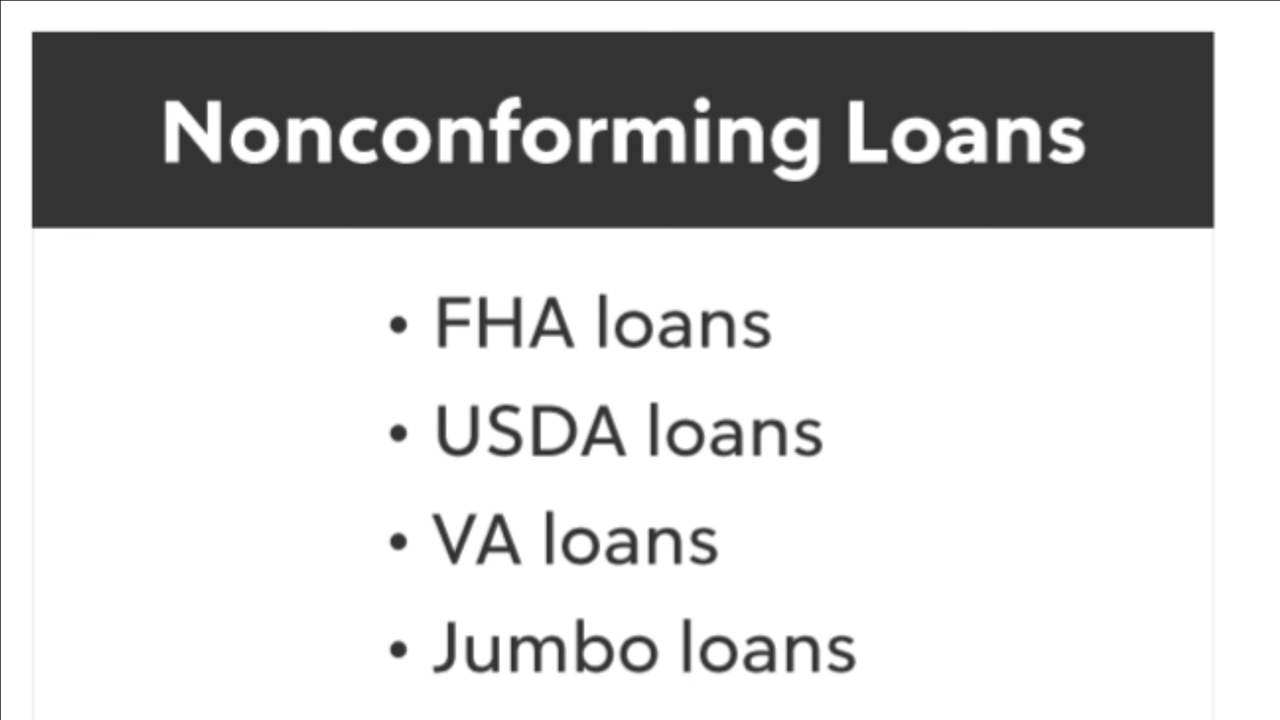 Nonconforming Loans
• FHA loans
• USDA loans
• VA loans
• Jumbo loans